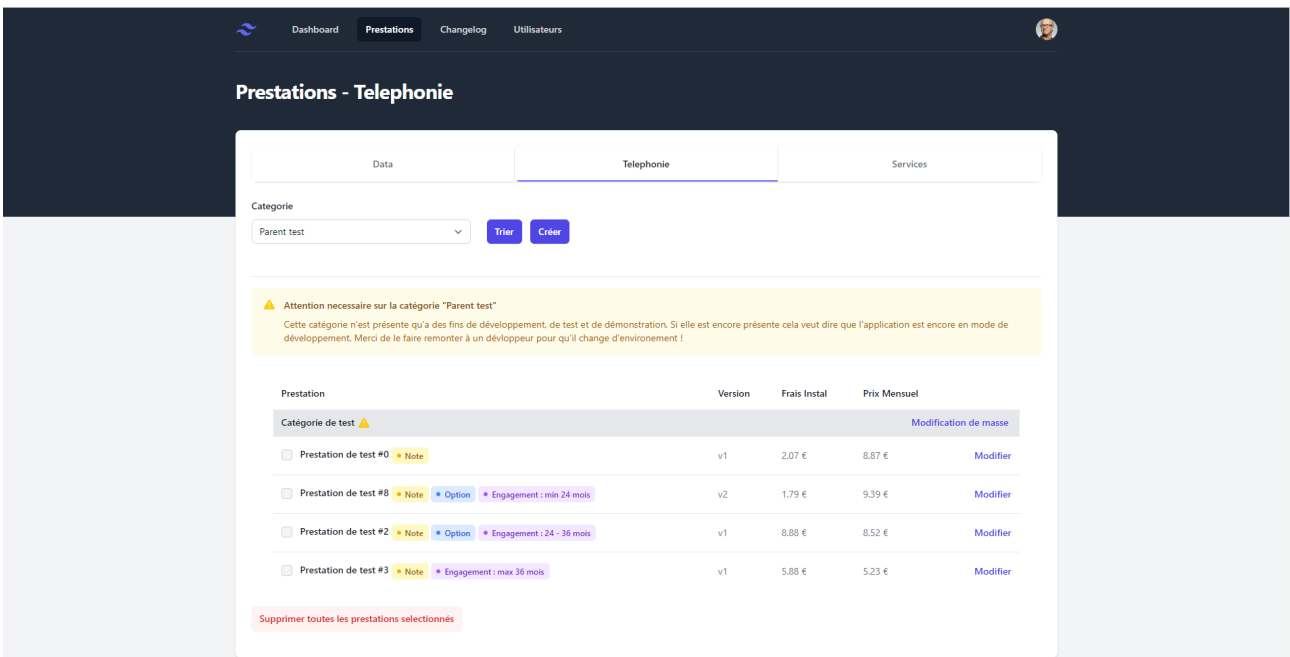 Dashboard Prestations Changelog Utilisateurs
Prestations - Telephonie
Data Telephonie Services
Categorie
Parent test Trier Créer
Attention necessaire sur la catégorie "Parent test"
Cette catégorie n'est présente qu'a des fins de développement, de test et de démonstration. Si elle est encore présente cela veut dire que l'application est encore en mode de
développement. Merci de le faire remonter à un dévloppeur pour qu'il change d'environement !
Prestation Version Frais Instal Prix Mensuel
Catégorie de test Modification de masse
Prestation de test #0 Note v1 2.07 € 8.87 € Modifier
Prestation de test #8 Note Option Engagement : min 24 mois v2 1.79 € 9.39 € Modifier
Prestation de test #2 Note Option Engagement : 24 - 36 mois v1 8.88 € 8.52 € Modifier
Prestation de test #3 Note Engagement : max 36 mois v1 5.88 € 5.23 € Modifier
Supprimer toutes les prestations selectionnés